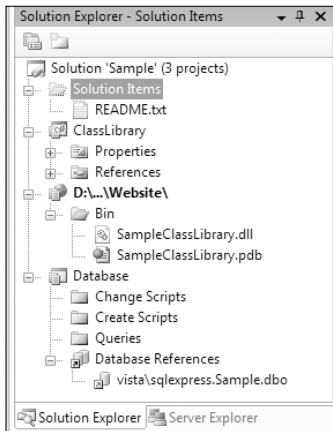 Solution Explorer - Solution Items
Solution 'Sample' (3 projects)
Solution Items
README.txt
ClassLibrary
Properties
References
D:\...\Website\
Bin
SampleClassLibrary.dll
SampleClassLibrary.pdb
Database
Change Scripts
Create Scripts
Queries
Database References
vista\sqlexpress.Sample.dbo
Solution Explorer Server Explorer